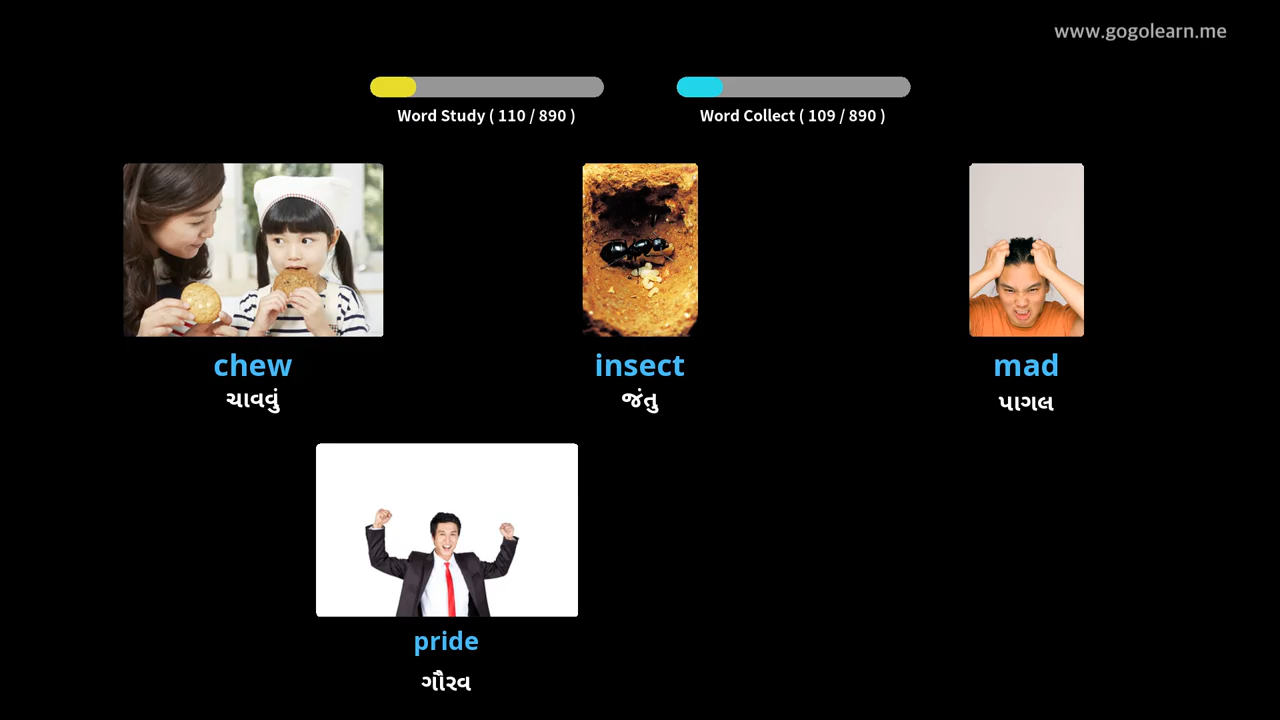 www.gogolearn.me
Word Study ( 110 / 890 )
Word Collect ( 109 / 890 )
chew
ચાવવું
insect
જંતુ
mad
પાગલ
pride
ગૌરવ